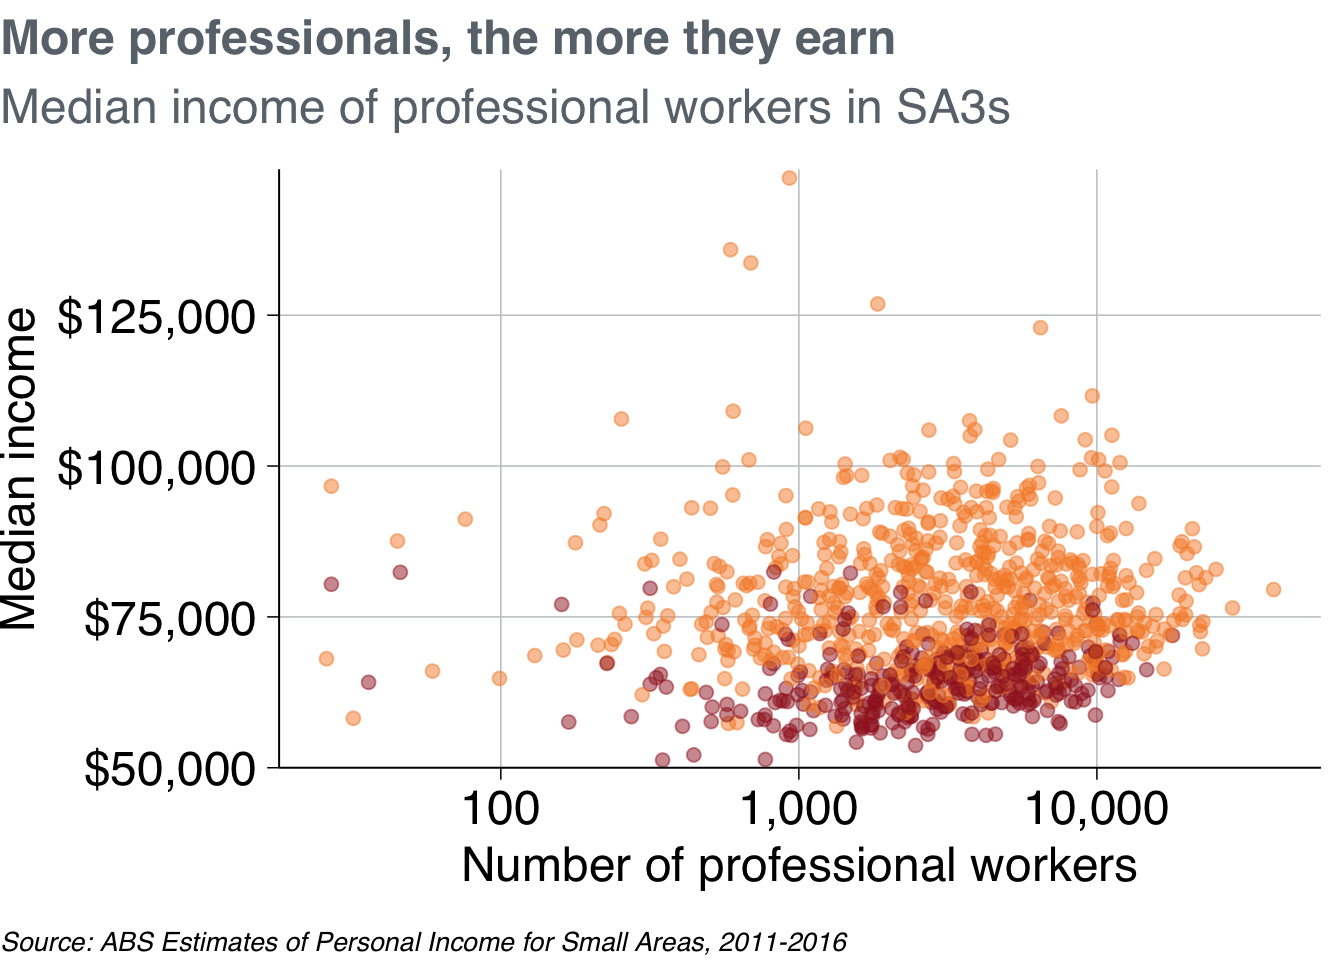 More professionals, the more they earn
Median income of professional workers in SA3s
Median income
$125,000
$100,000
$75,000
$50,000
100
1,000
10,000
Number of professional workers
Source: ABS Estimates of Personal Income for Small Areas, 2011-2016